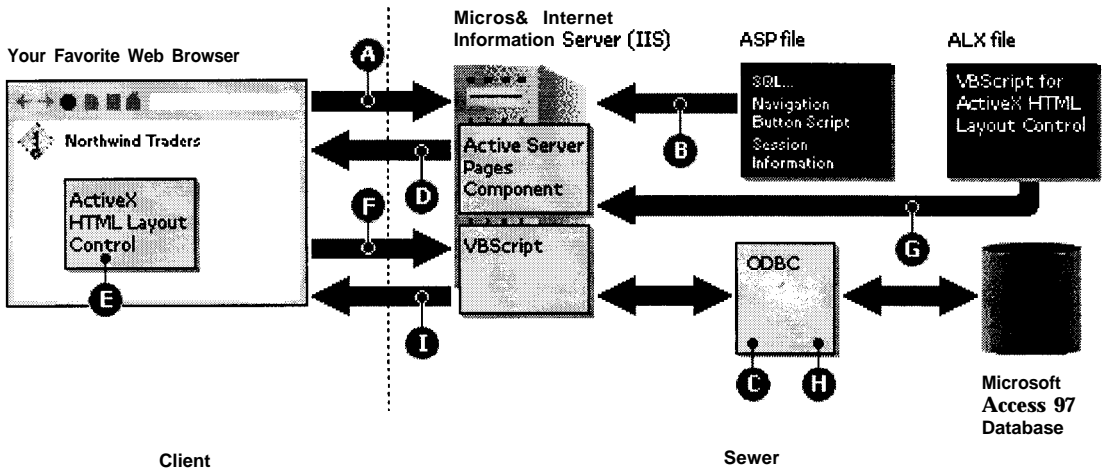 Your Favorite Web Browser
Northwind Traders
ActiveX
HTML Layout
Control
E
A
D
F
I
Micros& Internet
Information Server (IIS)
Active Server
Pages
Component
VBScript
ASP file
SQL...
Navigation
Button Script
Session
Information
B
ALX file
VBScript for
ActiveX HTML
Layout Control
G
ODBC
C
H
Microsoft
Access 97
Database
Client
Sewer